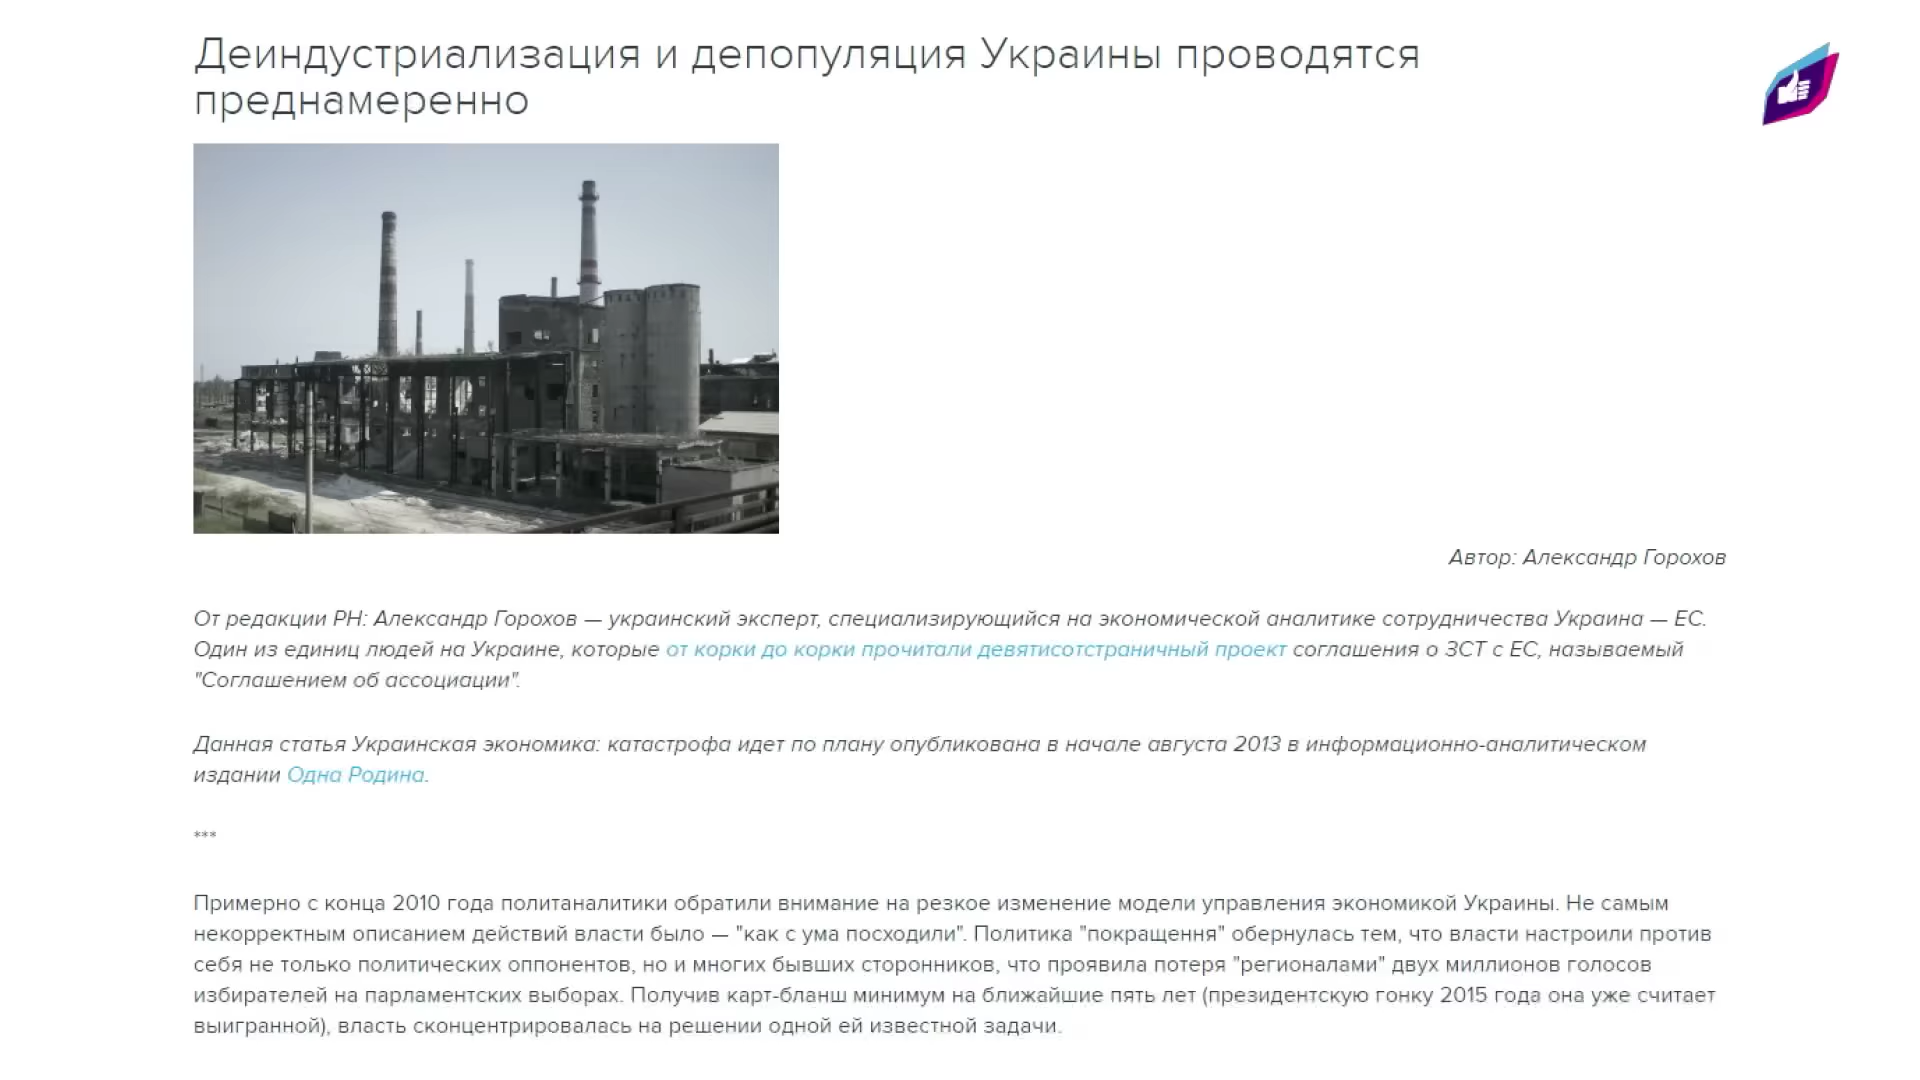 Деиндустриализация и депопуляция Украины проводятся
преднамеренно
Автор: Александр Горохов
От редакции РН: Александр Горохов — украинский эксперт, специализирующийся на экономической аналитике сотрудничества Украина — ЕС.
Один из единиц людей на Украине, которые от корки до корки прочитали девятисотстраничный проект соглашения о ЗСТ с ЕС, называемый
"Соглашением об ассоциации".
Данная статья Украинская экономика: катастрофа идет по плану опубликована в начале августа 2013 в информационно-аналитическом
издании Одна Родина.
***
Примерно с конца 2010 года политаналитики обратили внимание на резкое изменение модели управления экономикой Украины. Не самым
некорректным описанием действий власти было — "как с ума посходили". Политика "покращення" обернулась тем, что власти настроили против
себя не только политических оппонентов, но и многих бывших сторонников, что проявила потеря "регионалами" двух миллионов голосов
избирателей на парламентских выборах. Получив карт-бланш минимум на ближайшие пять лет (президентскую гонку 2015 года она уже считает
выигранной), власть сконцентрировалась на решении одной ей известной задачи.